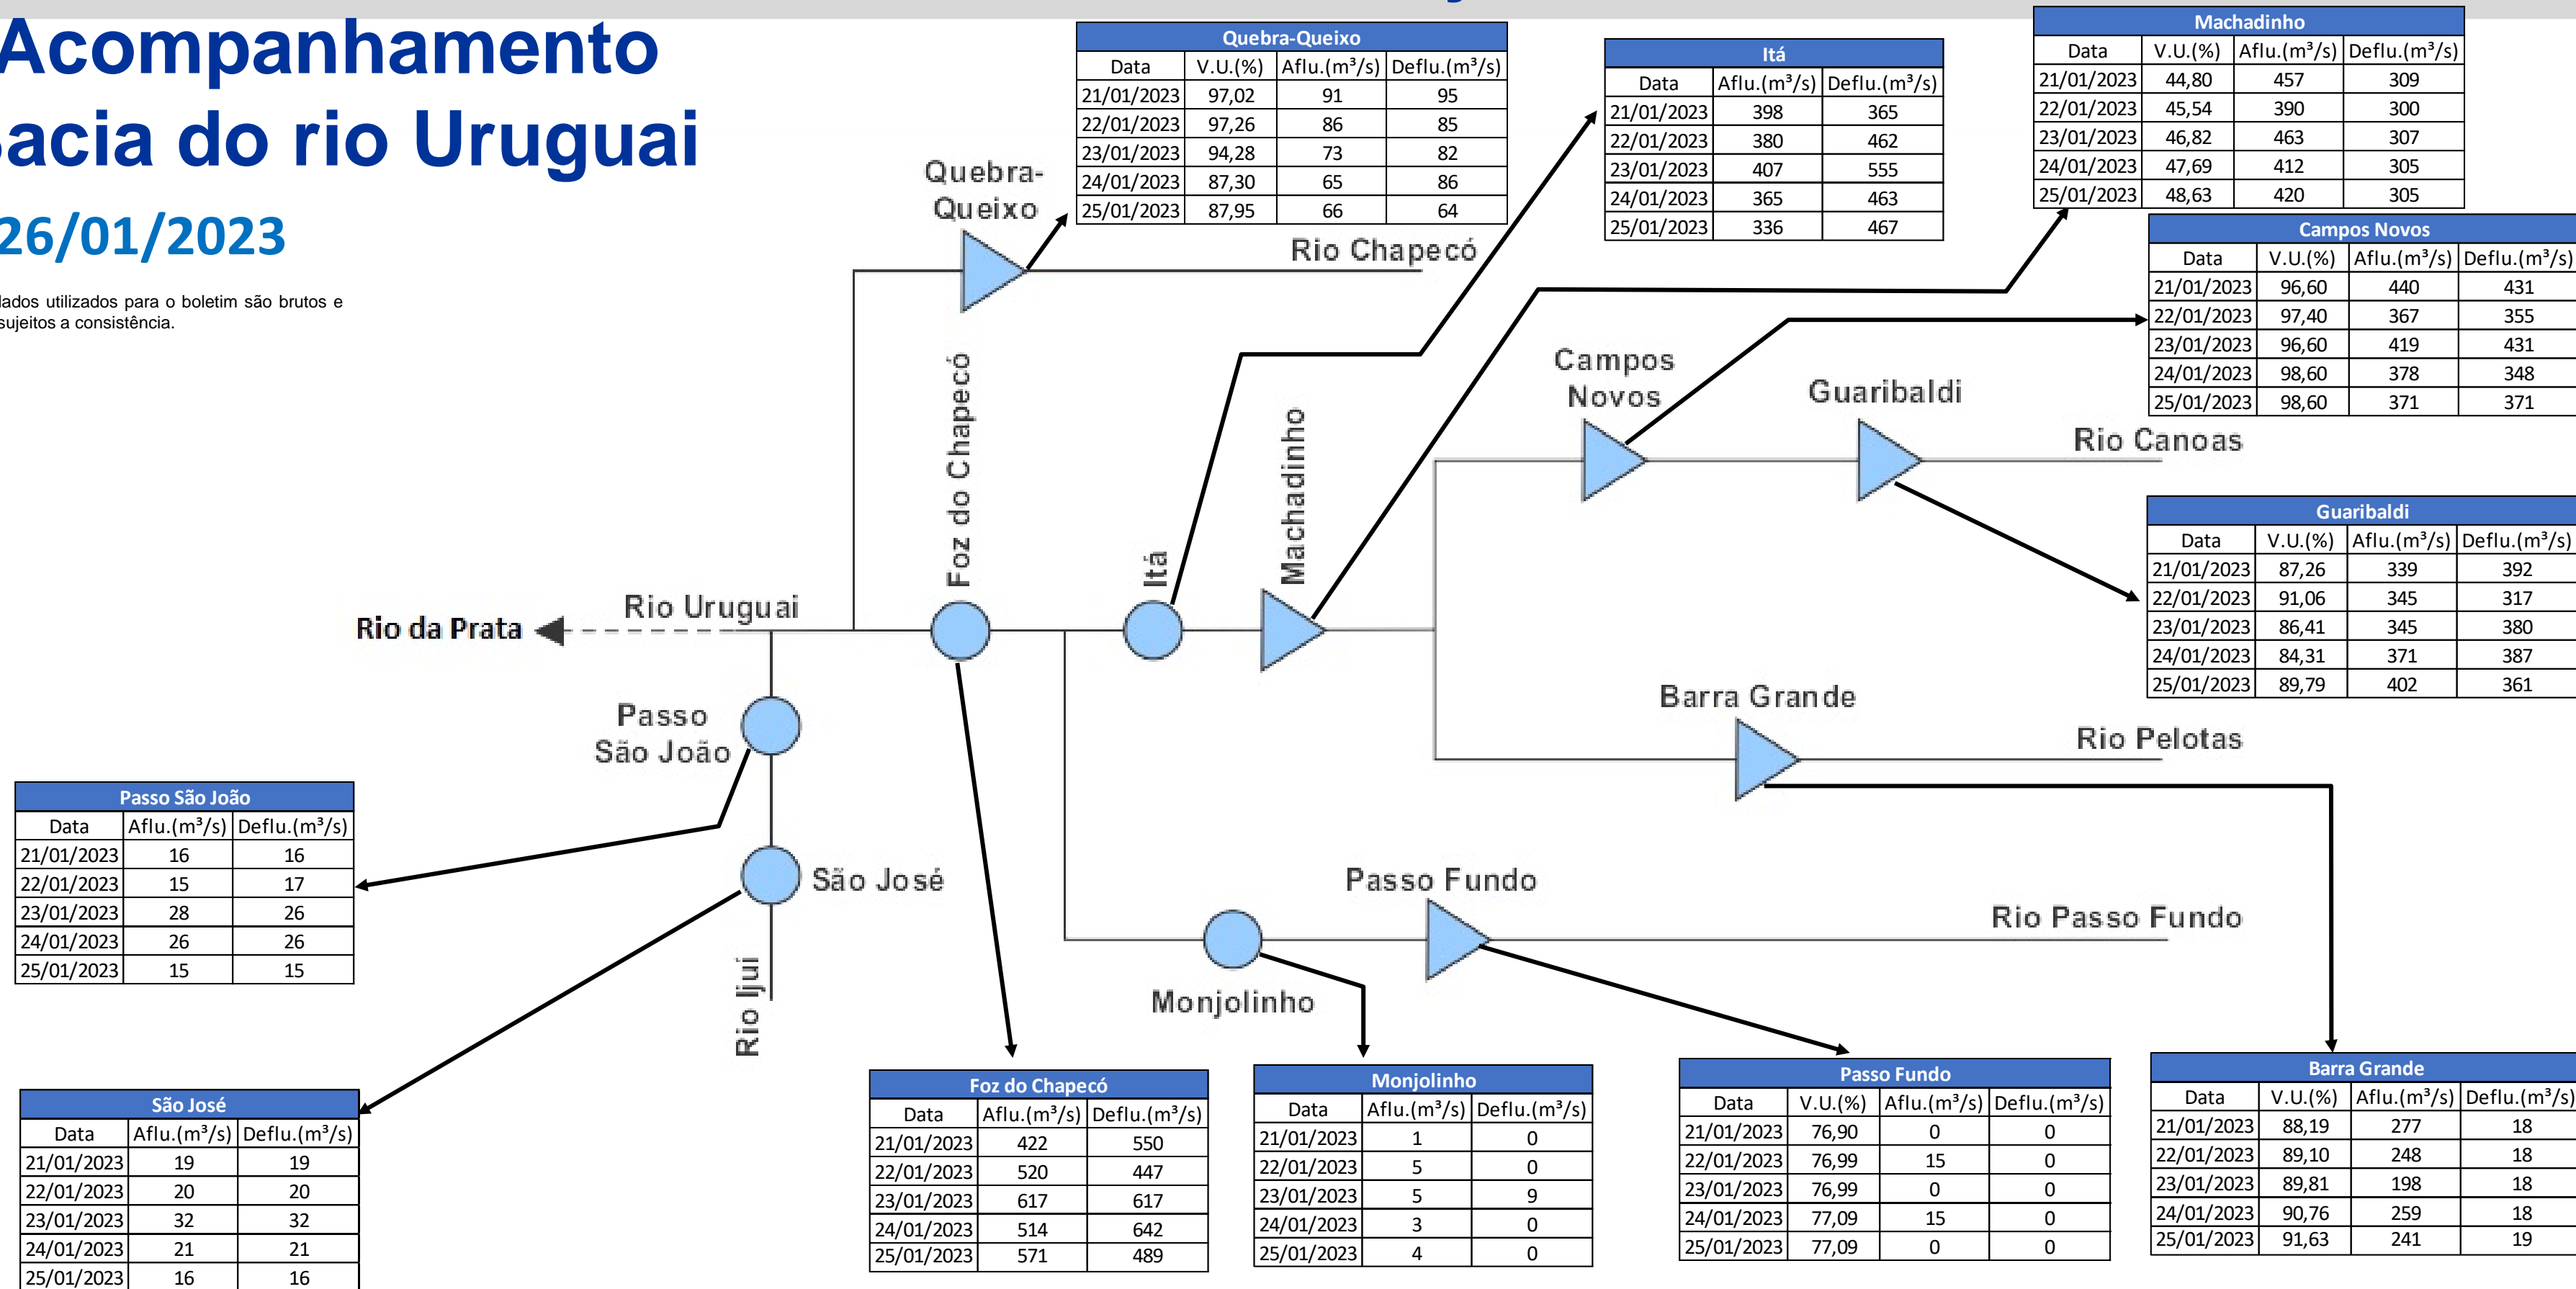 Acompanhamento
acia do rio Uruguai
26/01/2023
dados utilizados para o boletim são brutos e
sujeitos a consistência.
Quebra-Queixo
Data V.U.(%) Aflu.(m³/s) Deflu.(m³/s)
21/01/2023 97,02 91 95
22/01/2023 97,26 86 85
23/01/2023 94,28 73 82
24/01/2023 87,30 65 86
25/01/2023 87,95 66 64
Itá
Data Aflu.(m³/s) Deflu.(m³/s)
21/01/2023 398 365
22/01/2023 380 462
23/01/2023 407 555
24/01/2023 365 463
25/01/2023 336 467
Machadinho
Data V.U.(%) Aflu.(m³/s) Deflu.(m³/s)
21/01/2023 44,80 457 309
22/01/2023 45,54 390 300
23/01/2023 46,82 463 307
24/01/2023 47,69 412 305
25/01/2023 48,63 420 305
Campos Novos
Data V.U.(%) Aflu.(m³/s) Deflu.(m³/s)
21/01/2023 96,60 440 431
22/01/2023 97,40 367 355
23/01/2023 96,60 419 431
24/01/2023 98,60 378 348
25/01/2023 98,60 371 371
Quebra-
Queixo
Rio Chapecó
Foz do Chapecó
Itá
Machadinho
Campos
Novos
Guaribaldi
Rio Canoas
Guaribaldi
Data V.U.(%) Aflu.(m³/s) Deflu.(m³/s)
21/01/2023 87,26 339 392
22/01/2023 91,06 345 317
23/01/2023 86,41 345 380
24/01/2023 84,31 371 387
25/01/2023 89,79 402 361
Rio da Prata
Rio Uruguai
Barra Grande
Rio Pelotas
Passo
São João
São José
Rio Ijui
Passo Fundo
Rio Passo Fundo
Monjolinho
Passo São João
Data Aflu.(m³/s) Deflu.(m³/s)
21/01/2023 16 16
22/01/2023 15 17
23/01/2023 28 26
24/01/2023 26 26
25/01/2023 15 15
São José
Data Aflu.(m³/s) Deflu.(m³/s)
21/01/2023 19 19
22/01/2023 20 20
23/01/2023 32 32
24/01/2023 21 21
25/01/2023 16 16
Foz do Chapecó
Data Aflu.(m³/s) Deflu.(m³/s)
21/01/2023 422 550
22/01/2023 520 447
23/01/2023 617 617
24/01/2023 514 642
25/01/2023 571 489
Monjolinho
Data Aflu.(m³/s) Deflu.(m³/s)
21/01/2023 1 0
22/01/2023 5 0
23/01/2023 5 9
24/01/2023 3 0
25/01/2023 4 0
Passo Fundo
Data V.U.(%) Aflu.(m³/s) Deflu.(m³/s)
21/01/2023 76,90 0 0
22/01/2023 76,99 15 0
23/01/2023 76,99 0 0
24/01/2023 77,09 15 0
25/01/2023 77,09 0 0
Barra Grande
Data V.U.(%) Aflu.(m³/s) Deflu.(m³/s)
21/01/2023 88,19 277 18
22/01/2023 89,10 248 18
23/01/2023 89,81 198 18
24/01/2023 90,76 259 18
25/01/2023 91,63 241 19